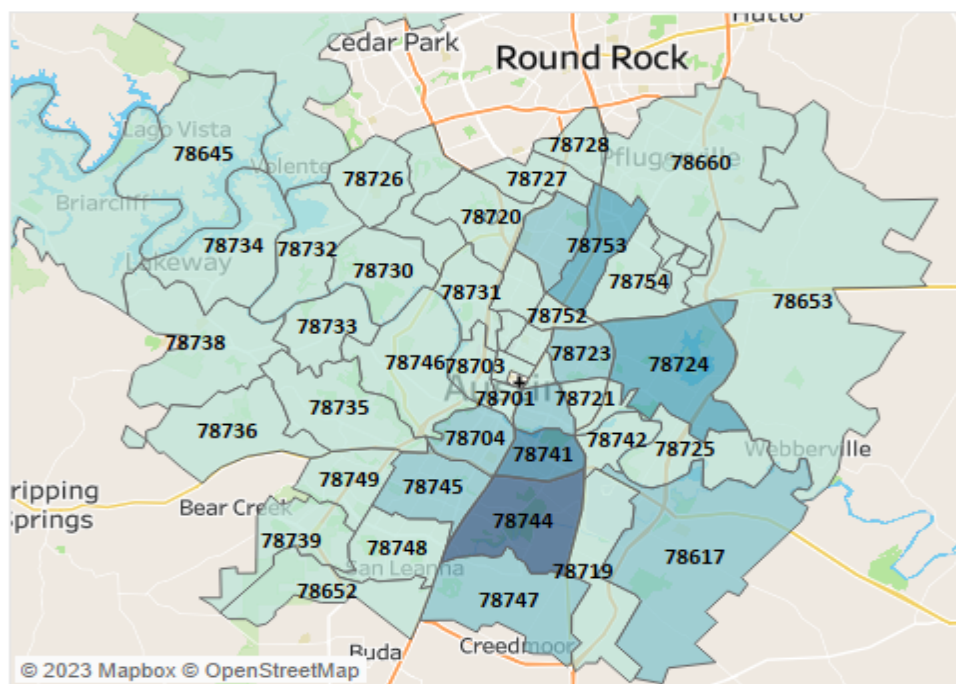 Hutto
Cedar Park
Round Rock
Lago Vista
78645
Volente
78728
Pflugerville
78660
78726
78727
Briarcliff
78720
78734
78732
78753
Lakeway
78730
78731
78754
78653
78752
78733
78738
78746
78703
78723
78724
Austin
78701
78721
78735
78736
78704
78742
78725
Webberville
78741
ripping
Springs
78749
78745
Bear Creek
78744
78739
78748
San Leanna
78719
78617
78652
78747
Buda
Creedmoor
© 2023 Mapbox © OpenStreetMap